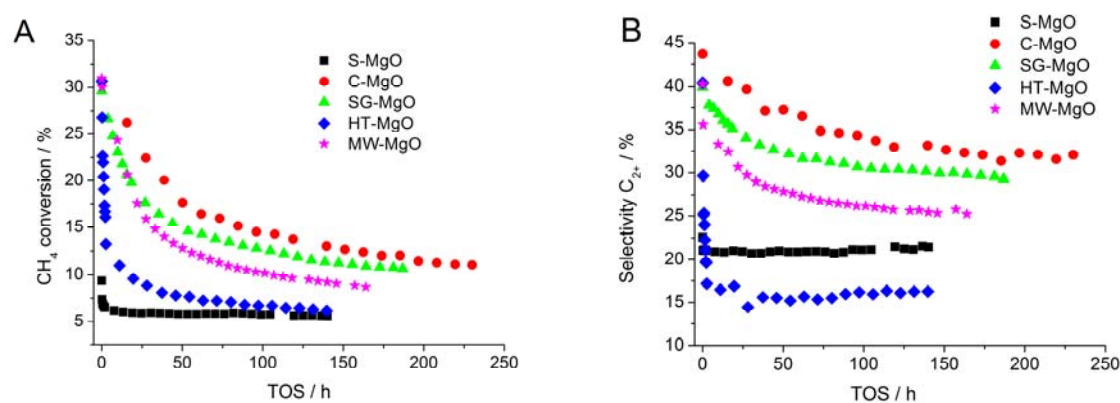 A
35
30
25
20
15
10
5
0
50
100
150
200
250
CH₄ conversion / %
TOS / h
S-MgO
C-MgO
SG-MgO
HT-MgO
MW-MgO
B
45
40
35
30
25
20
15
10
0
50
100
150
200
250
Selectivity C₂₊ / %
TOS / h
S-MgO
C-MgO
SG-MgO
HT-MgO
MW-MgO